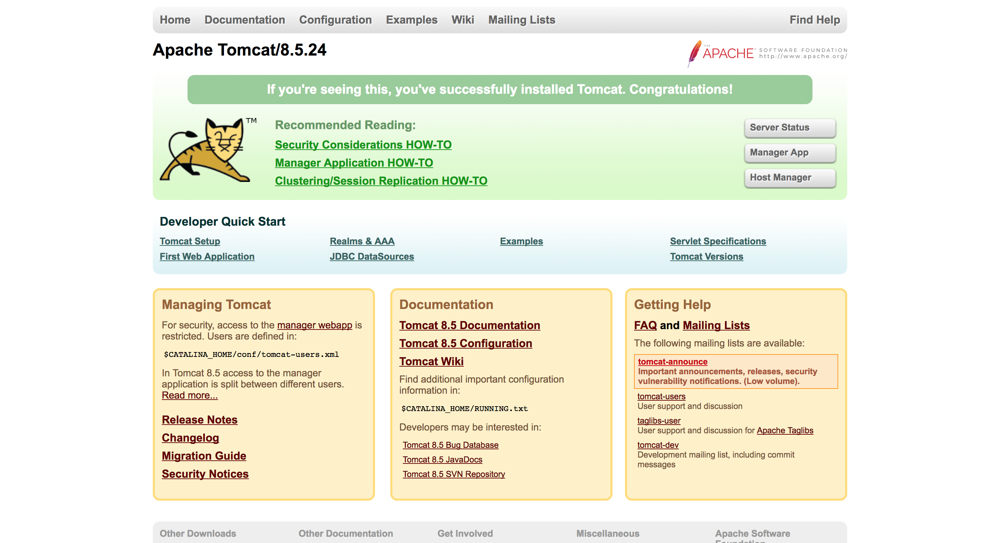 Home Documentation Configuration Examples Wiki Mailing Lists Find Help
Apache Tomcat/8.5.24
THE APACHE® SOFTWARE FOUNDATION
http://www.apache.org/
If you're seeing this, you've successfully installed Tomcat. Congratulations!
TM
Recommended Reading:
Security Considerations HOW-TO
Manager Application HOW-TO
Clustering/Session Replication HOW-TO
Server Status
Manager App
Host Manager
Developer Quick Start
Tomcat Setup
First Web Application
Realms & AAA
JDBC DataSources
Examples
Servlet Specifications
Tomcat Versions
Managing Tomcat
For security, access to the manager webapp is
restricted. Users are defined in:
$CATALINA_HOME/conf/tomcat-users.xml
In Tomcat 8.5 access to the manager
application is split between different users.
Read more...
Release Notes
Changelog
Migration Guide
Security Notices
Documentation
Tomcat 8.5 Documentation
Tomcat 8.5 Configuration
Tomcat Wiki
Find additional important configuration
information in:
$CATALINA_HOME/RUNNING.txt
Developers may be interested in:
Tomcat 8.5 Bug Database
Tomcat 8.5 JavaDocs
Tomcat 8.5 SVN Repository
Getting Help
FAQ and Mailing Lists
The following mailing lists are available:
tomcat-announce
Important announcements, releases, security
vulnerability notifications. (Low volume).
tomcat-users
User support and discussion
taglibs-user
User support and discussion for Apache Taglibs
tomcat-dev
Development mailing list, including commit
messages
Other Downloads
Other Documentation
Get Involved
Miscellaneous
Apache Software